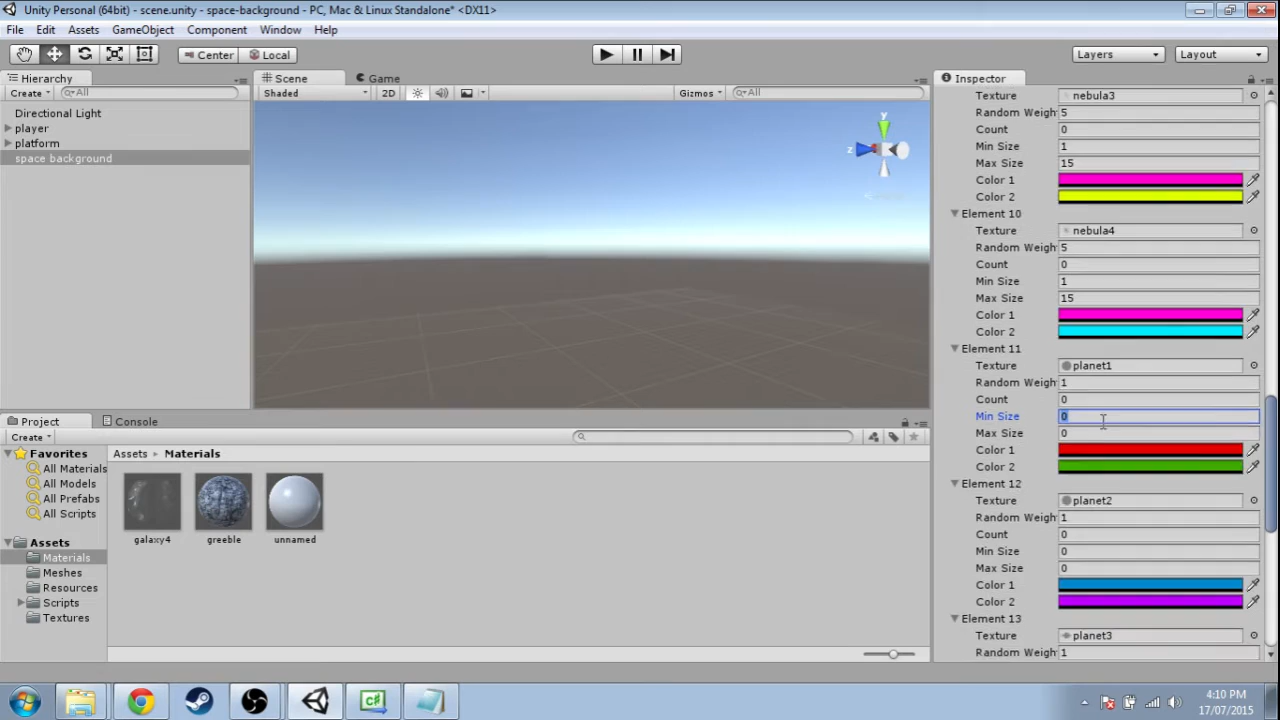 Unity Personal (64bit) - scene.unity - space-background - PC, Mac & Linux Standalone* <DX11>
File Edit Assets GameObject Component Window Help
Center Local Layers Layout
Hierarchy
Create All
Directional Light
player
platform
space background
Scene Game
Shaded 2D Gizmos All
y
z
Project Console
Create
Favorites
All Materials
All Models
All Prefabs
All Scripts
Assets
Materials
Meshes
Resources
Scripts
Textures
Assets Materials
galaxy4 greeble unnamed
Inspector
Texture nebula3
Random Weigh 5
Count 0
Min Size 1
Max Size 15
Color 1
Color 2
Element 10
Texture nebula4
Random Weigh 5
Count 0
Min Size 1
Max Size 15
Color 1
Color 2
Element 11
Texture planet1
Random Weigh 1
Count 0
Min Size 0
Max Size 0
Color 1
Color 2
Element 12
Texture planet2
Random Weigh 1
Count 0
Min Size 0
Max Size 0
Color 1
Color 2
Element 13
Texture planet3
Random Weigh 1
4:10 PM
17/07/2015